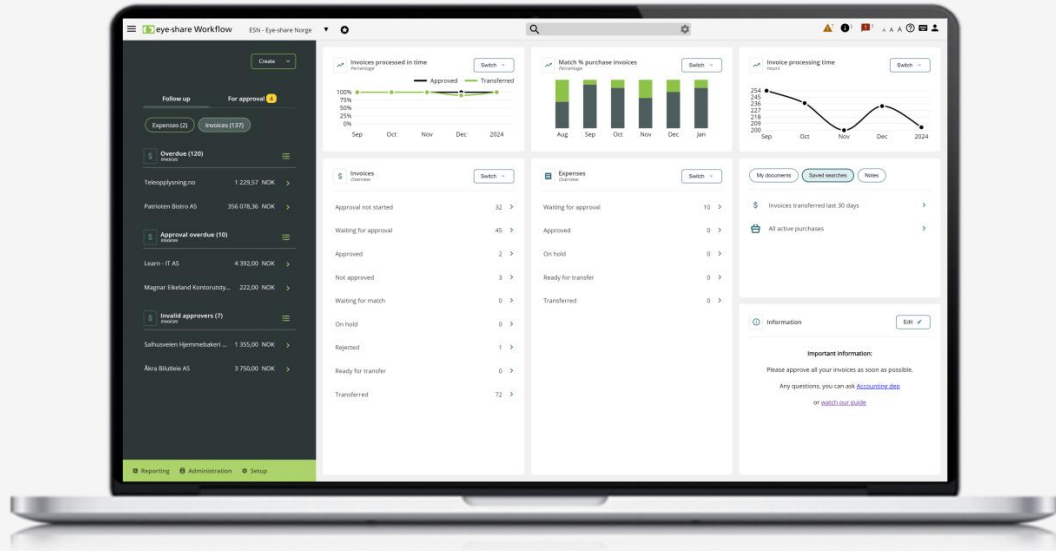 eye-share Workflow
ESN - Eye-share Norge
A A A
Create
Follow up
For approval 4
Expenses (2)
Invoices (137)
Overdue (120)
Invoices
Teleopplysning.no 1 229,57 NOK
Patrioten Bistro AS 356 078,36 NOK
Approval overdue (10)
Invoices
Learn - IT AS 4 392,00 NOK
Magnar Eikeland Kontorutsty... 222,00 NOK
Invalid approvers (7)
Invoices
Salhusveien Hjemmebakeri ... 1 355,00 NOK
Åkra Bilutleie AS 3 750,00 NOK
Reporting Administration Setup
Invoices processed in time
Percentage
Switch
Approved Transferred
100%
75%
50%
25%
0%
Sep Oct Nov Dec 2024
Match % purchase invoices
Percentage
Switch
Aug Sep Oct Nov Dec Jan
Invoice processing time
Hours
Switch
254
245
236
227
218
209
200
Sep Oct Nov Dec 2024
$ Invoices
Overview
Switch
Approval not started 32
Waiting for approval 45
Approved 2
Not approved 3
Waiting for match 0
On hold 0
Rejected 1
Ready for transfer 0
Transferred 72
Expenses
Overview
Switch
Waiting for approval 10
Approved 0
On hold 0
Ready for transfer 0
Transferred 0
My documents
Saved searches
Notes
$ Invoices transferred last 30 days
All active purchases
Information
Edit
Important information:
Please approve all your invoices as soon as possible.
Any questions, you can ask Accounting dep
or watch our guide